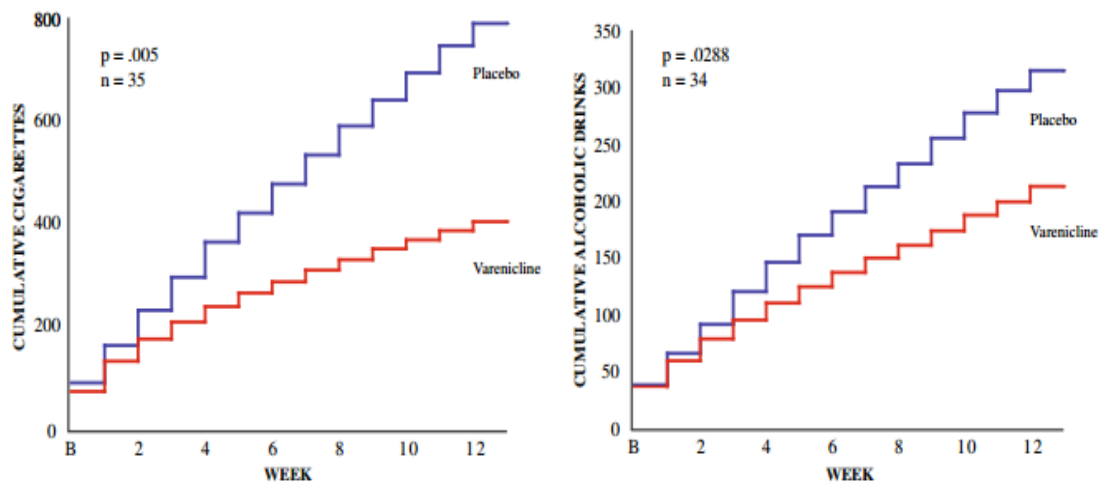 800
600
400
200
0
CUMULATIVE CIGARETTES
p = .005
n = 35
Placebo
Varenicline
B 2 4 6 8 10 12
WEEK
350
300
250
200
150
100
50
0
CUMULATIVE ALCOHOLIC DRINKS
p = .0288
n = 34
Placebo
Varenicline
B 2 4 6 8 10 12
WEEK